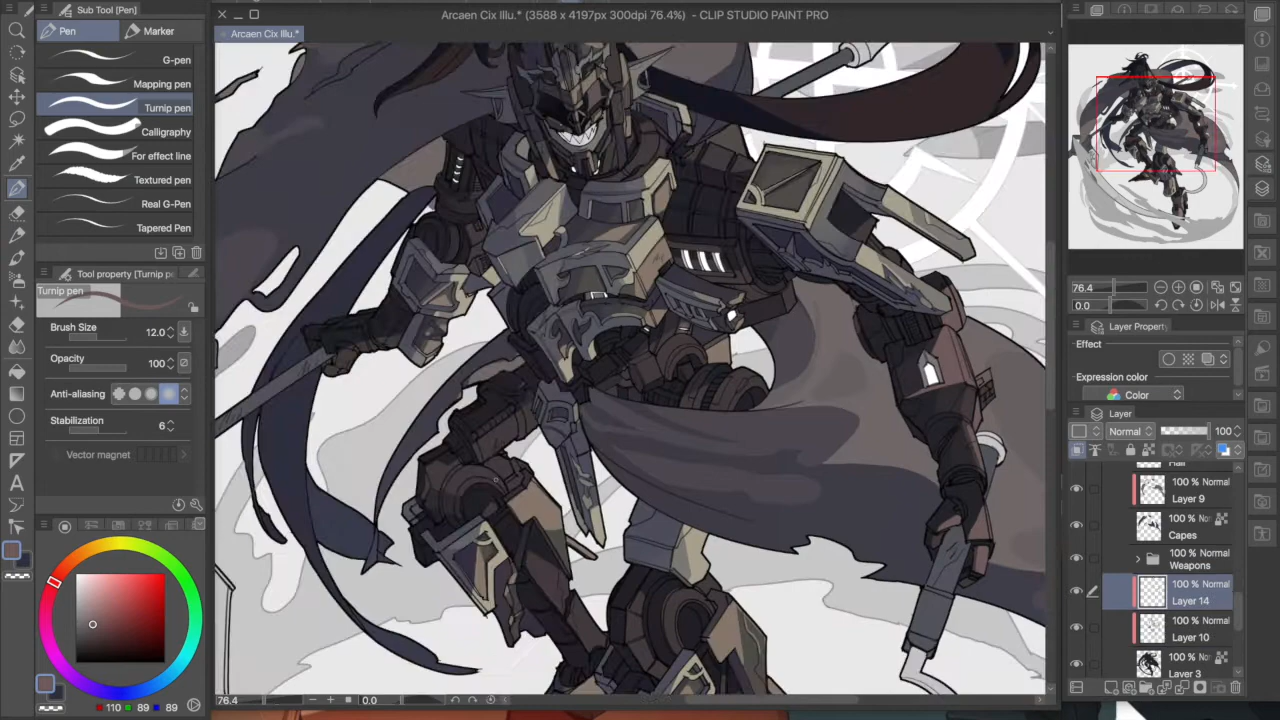 Sub Tool [Pen]
Arcaen Cix Illu.* (3588 x 4197px 300dpi 76.4%) - CLIP STUDIO PAINT PRO
Pen
Marker
Arcaen Cix Illu.*
G-pen
Mapping pen
Turnip pen
Calligraphy
For effect line
Textured pen
Real G-Pen
Tapered Pen
Tool property [Turnip p
Turnip pen
Brush Size
12.0
Opacity
100
Anti-aliasing
Stabilization
6
Vector magnet
110
89
89
76.4
0.0
76.4
0.0
Layer Propert
Effect
Expression color
Color
Layer
Normal
100
Hair
100 % Normal
Layer 9
100 % No
Capes
100 % Normal
Weapons
100 % Normal
Layer 14
100 % Normal
Layer 10
100 % No
Layer 3